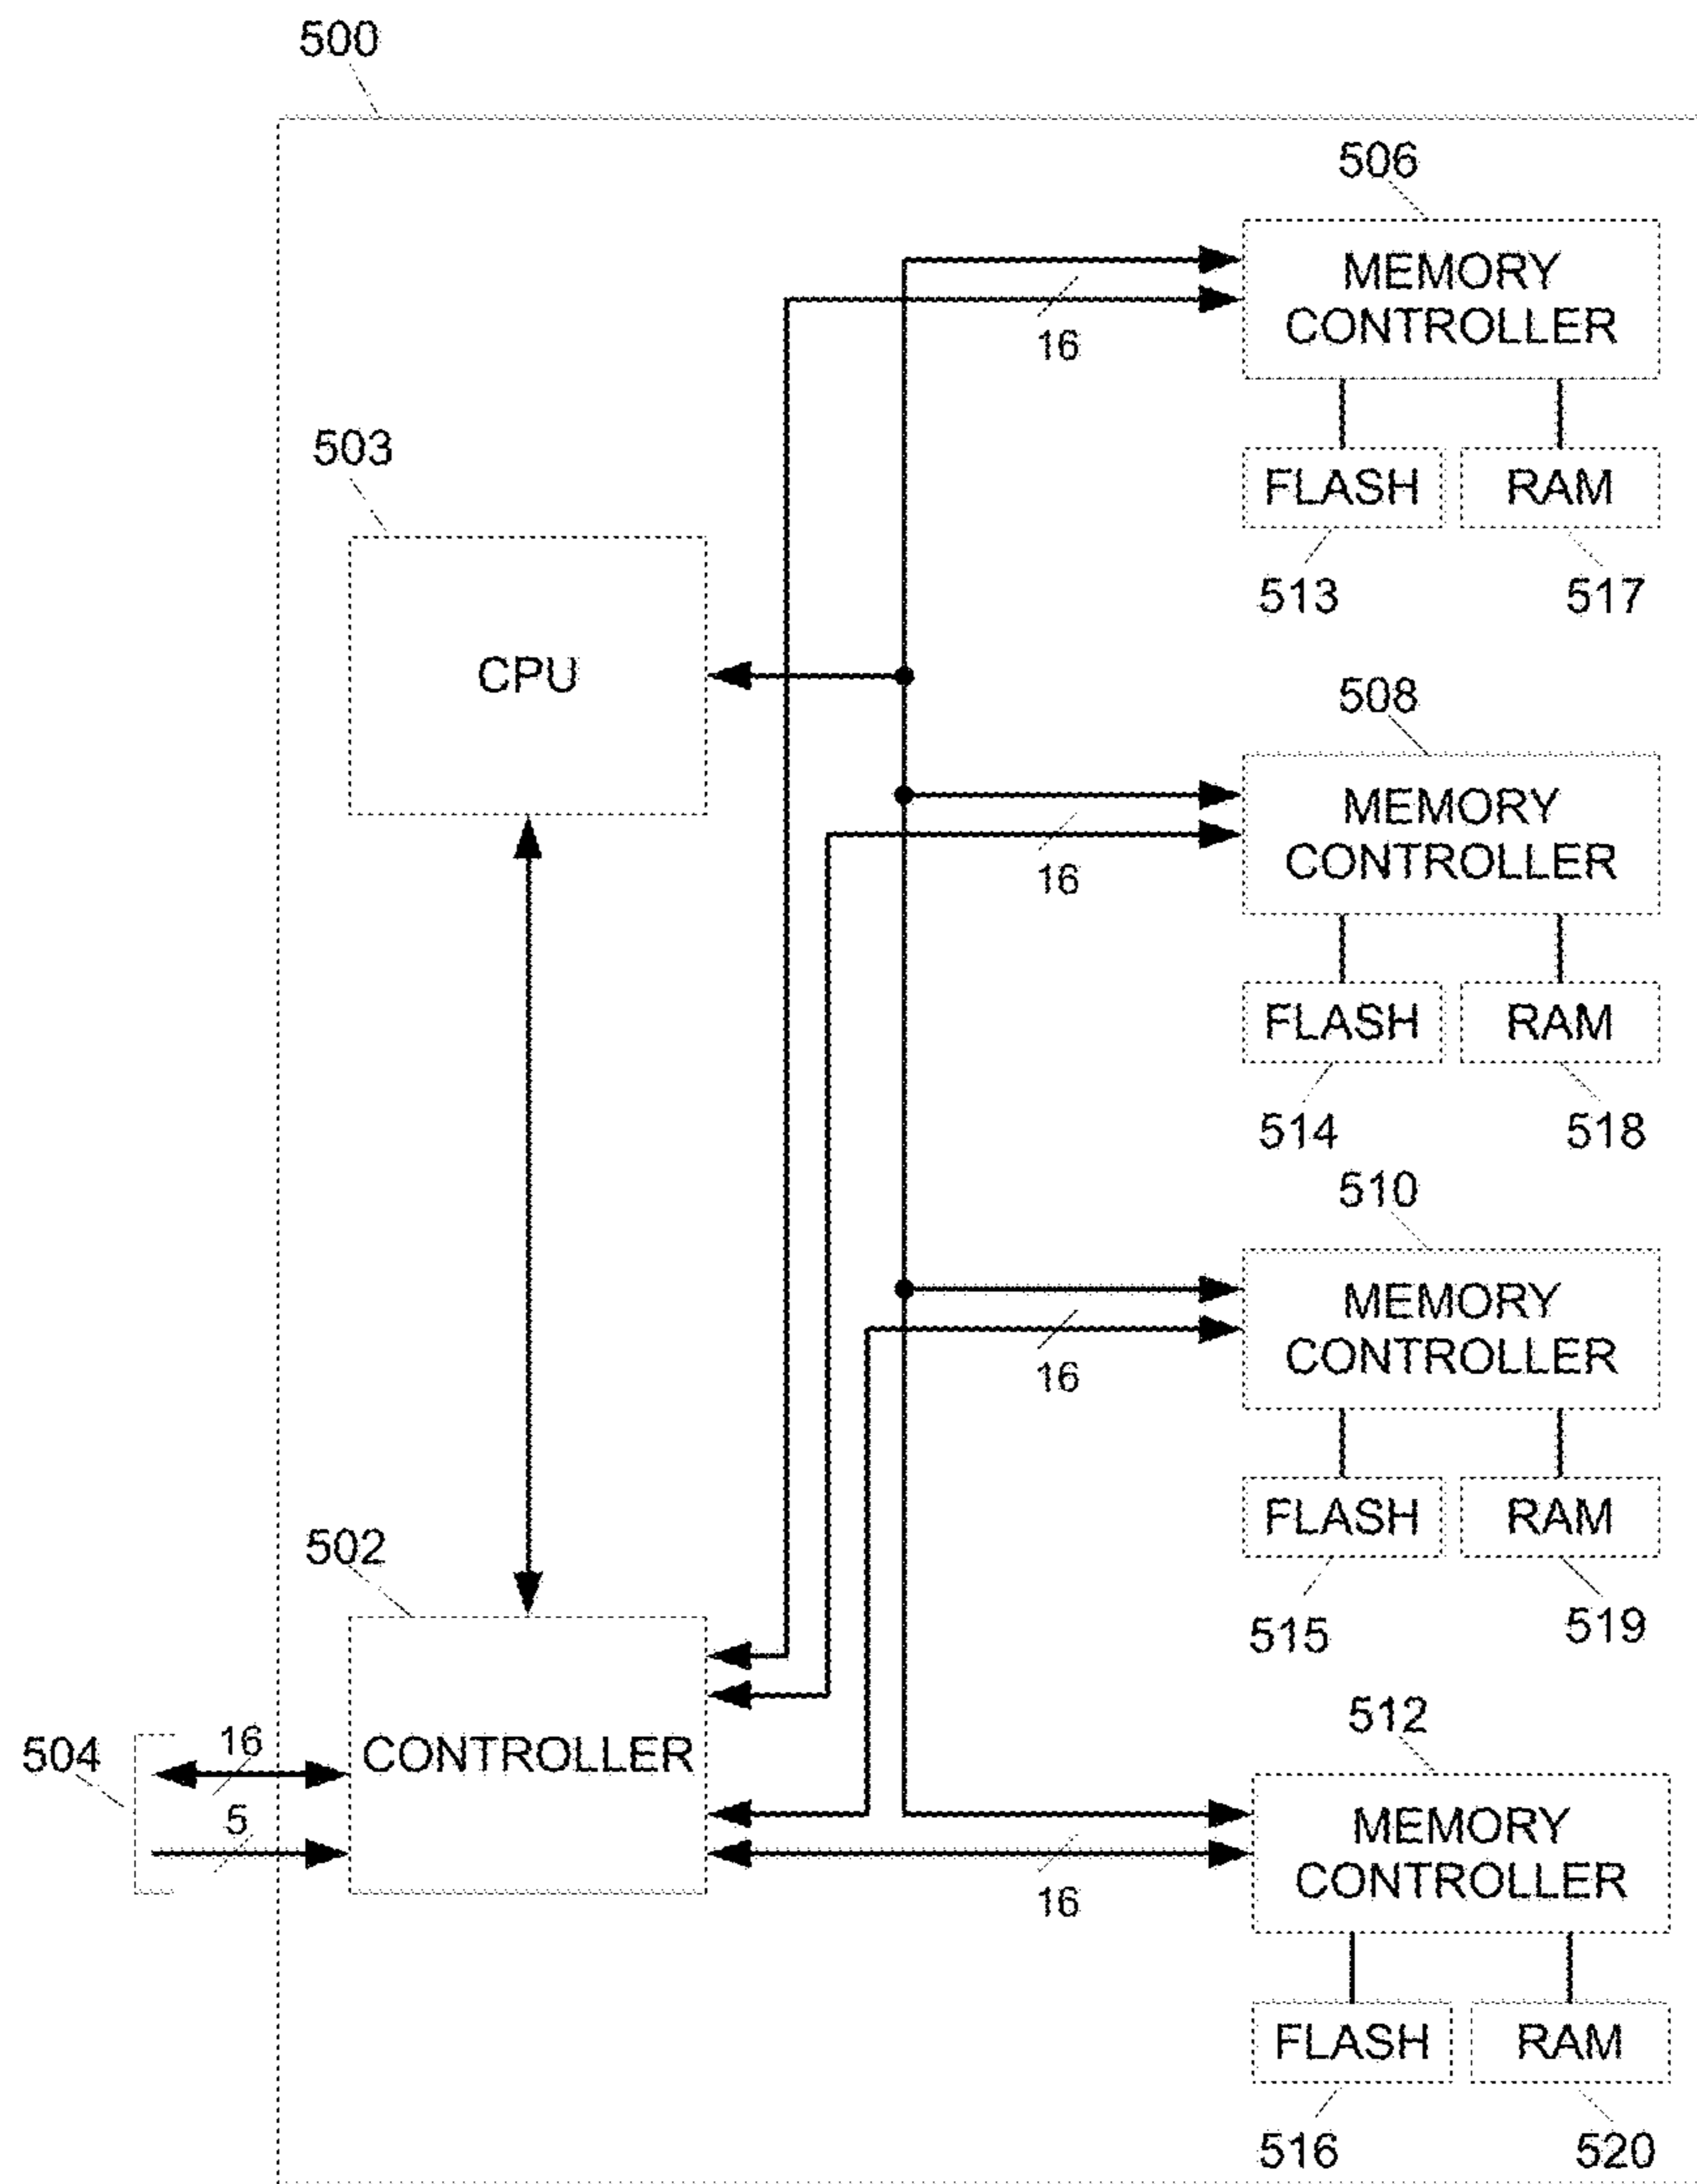 500
506
MEMORY
CONTROLLER
16
503
FLASH
RAM
513
517
CPU
508
MEMORY
CONTROLLER
16
FLASH
RAM
514
518
510
MEMORY
CONTROLLER
16
FLASH
RAM
502
515
519
504
16
5
CONTROLLER
512
MEMORY
CONTROLLER
16
FLASH
RAM
516
520